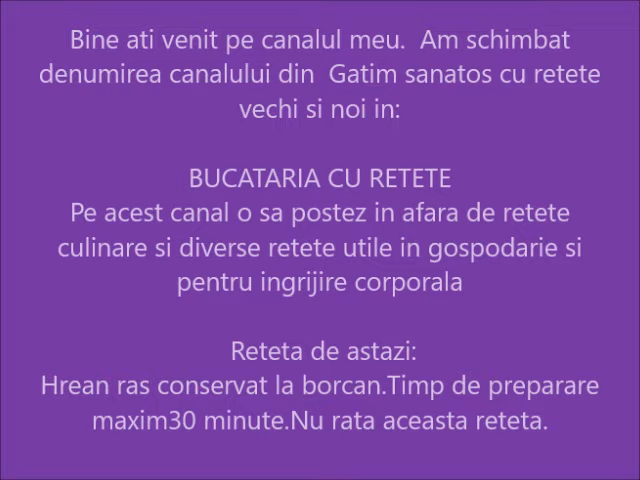 Bine ati venit pe canalul meu.  Am schimbat
denumirea canalului din  Gatim sanatos cu retete
vechi si noi in:
BUCATARIA CU RETETE
Pe acest canal o sa postez in afara de retete
culinare si diverse retete utile in gospodarie si
pentru ingrijire corporala
Reteta de astazi:
Hrean ras conservat la borcan.Timp de preparare
maxim30 minute.Nu rata aceasta reteta.